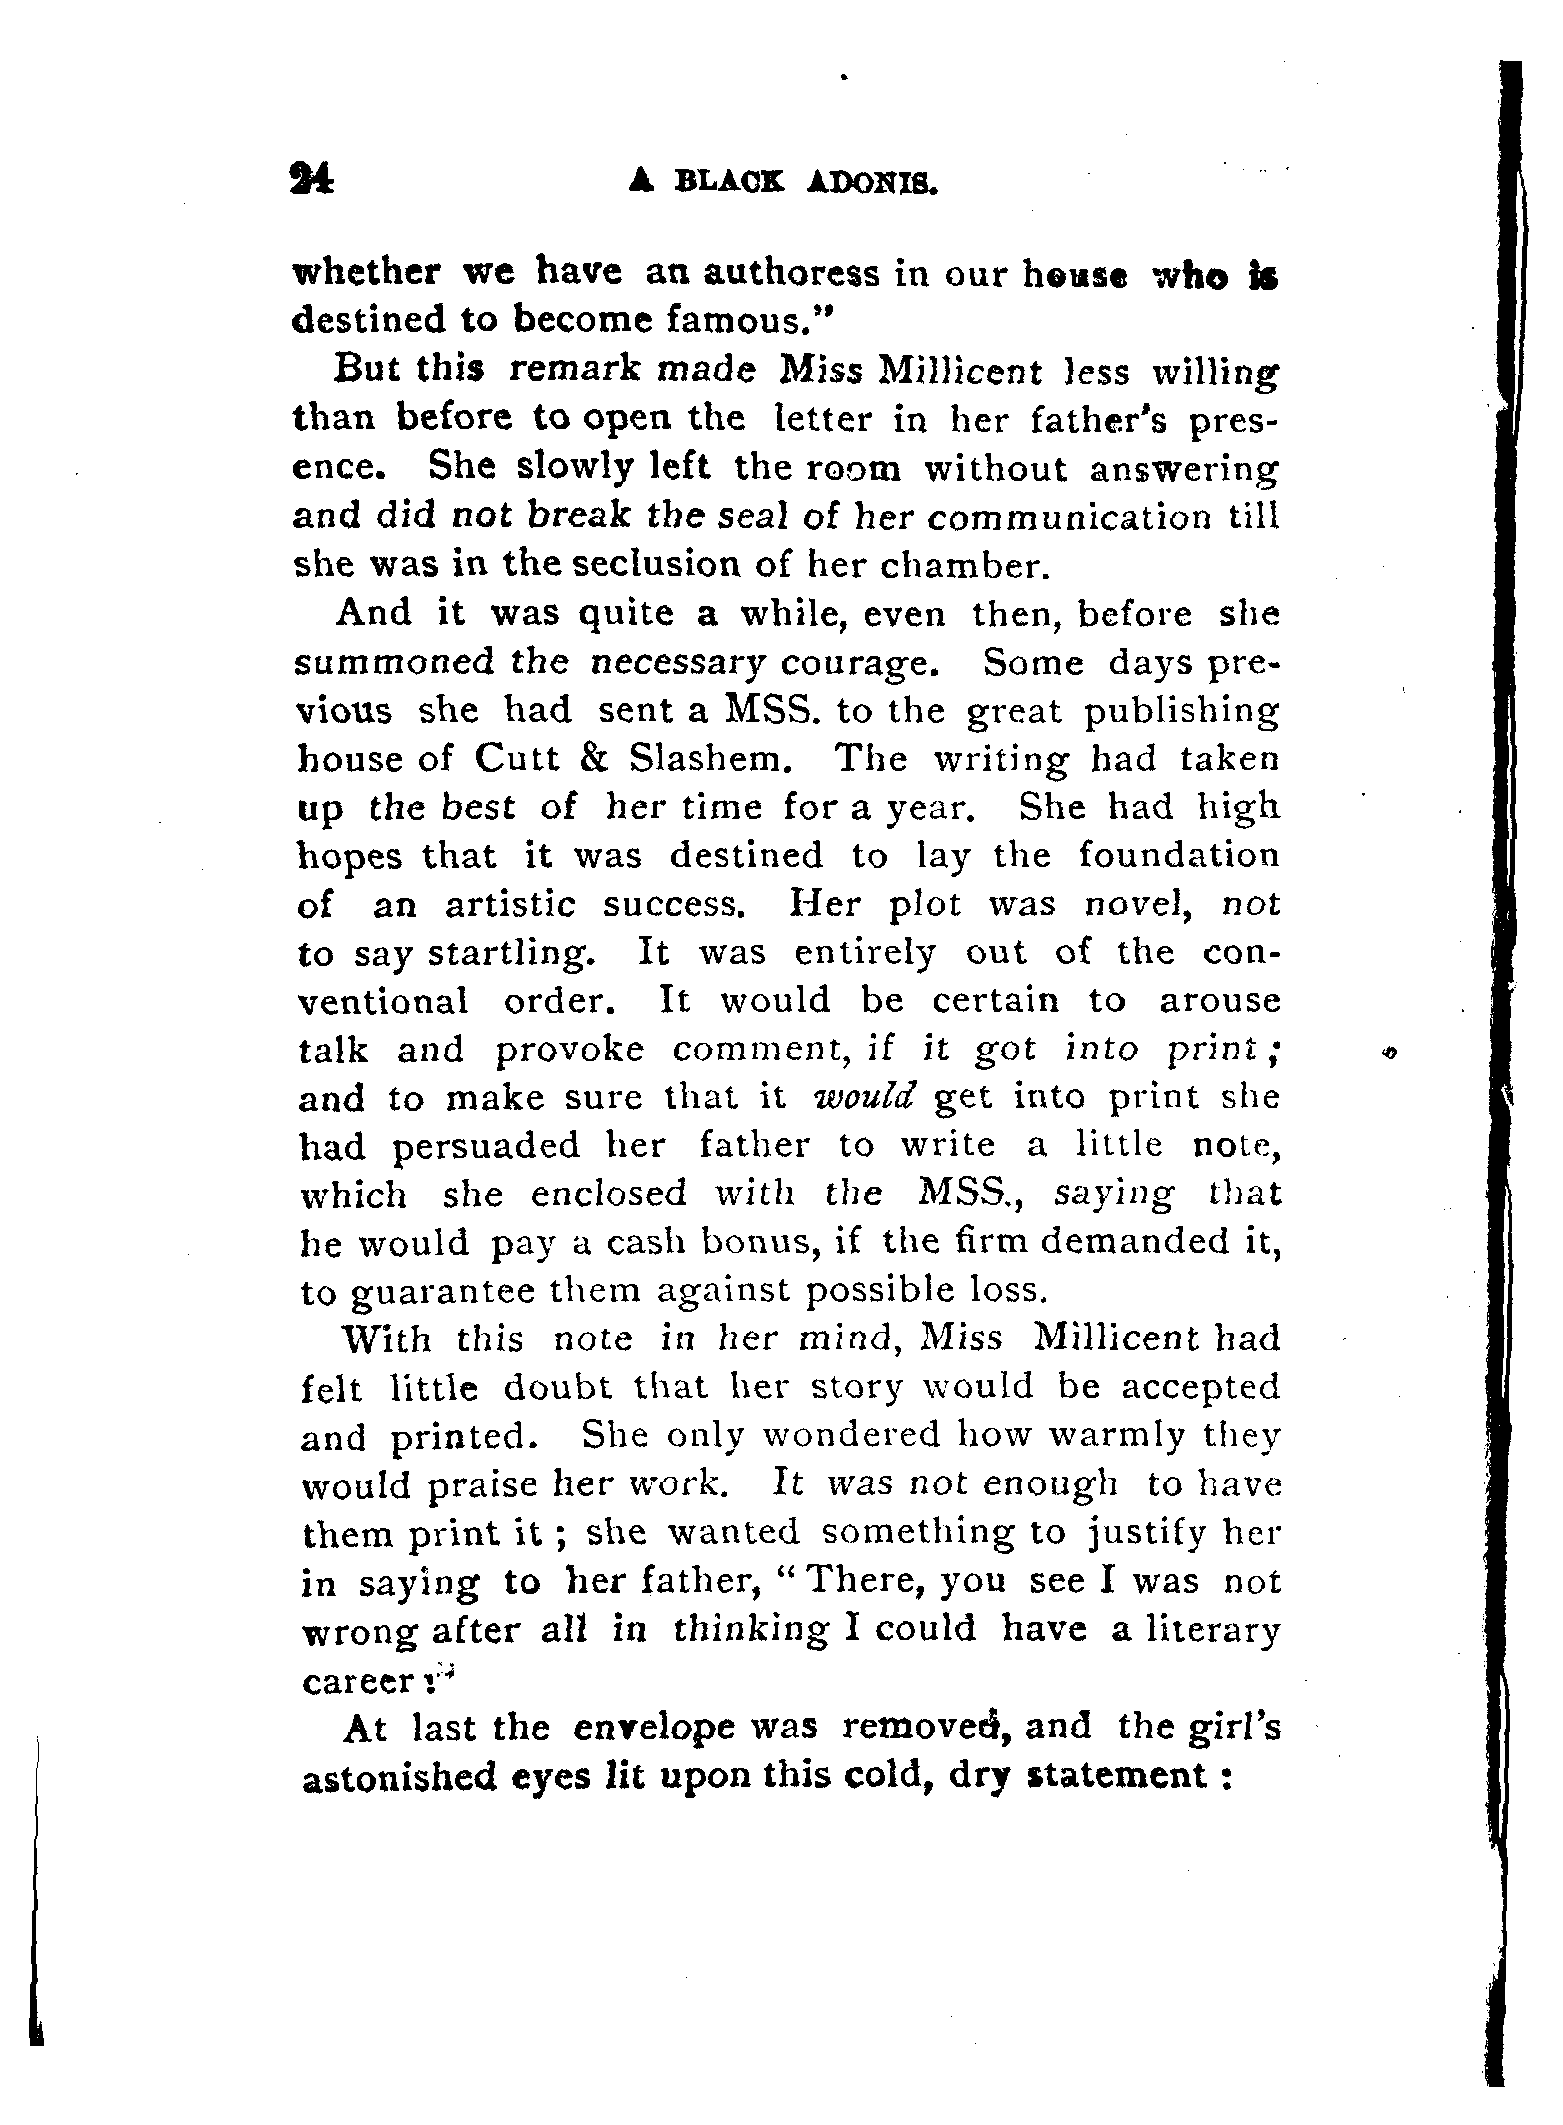 24 A BLACK ADONIS.
whether we have an authoress in our house who is
destined to become famous."
But this remark made Miss Millicent less willing
than before to open the letter in her father's pres-
ence. She slowly left the room without answering
and did not break the seal of her communication till
she was in the seclusion of her chamber.
And it was quite a while, even then, before she
summoned the necessary courage. Some days pre-
vious she had sent a MSS. to the great publishing
house of Cutt & Slashem. The writing had taken
up the best of her time for a year. She had high
hopes that it was destined to lay the foundation
of an artistic success. Her plot was novel, not
to say startling. It was entirely out of the con-
ventional order. It would be certain to arouse
talk and provoke comment, if it got into print ;
and to make sure that it would get into print she
had persuaded her father to write a little note,
which she enclosed with the MSS., saying that
he would pay a cash bonus, if the firm demanded it,
to guarantee them against possible loss.
With this note in her mind, Miss Millicent had
felt little doubt that her story would be accepted
and printed. She only wondered how warmly they
would praise her work. It was not enough to have
them print it ; she wanted something to justify her
in saying to her father, " There, you see I was not
wrong after all in thinking I could have a literary
career !"
At last the envelope was removed, and the girl's
astonished eyes lit upon this cold, dry statement :